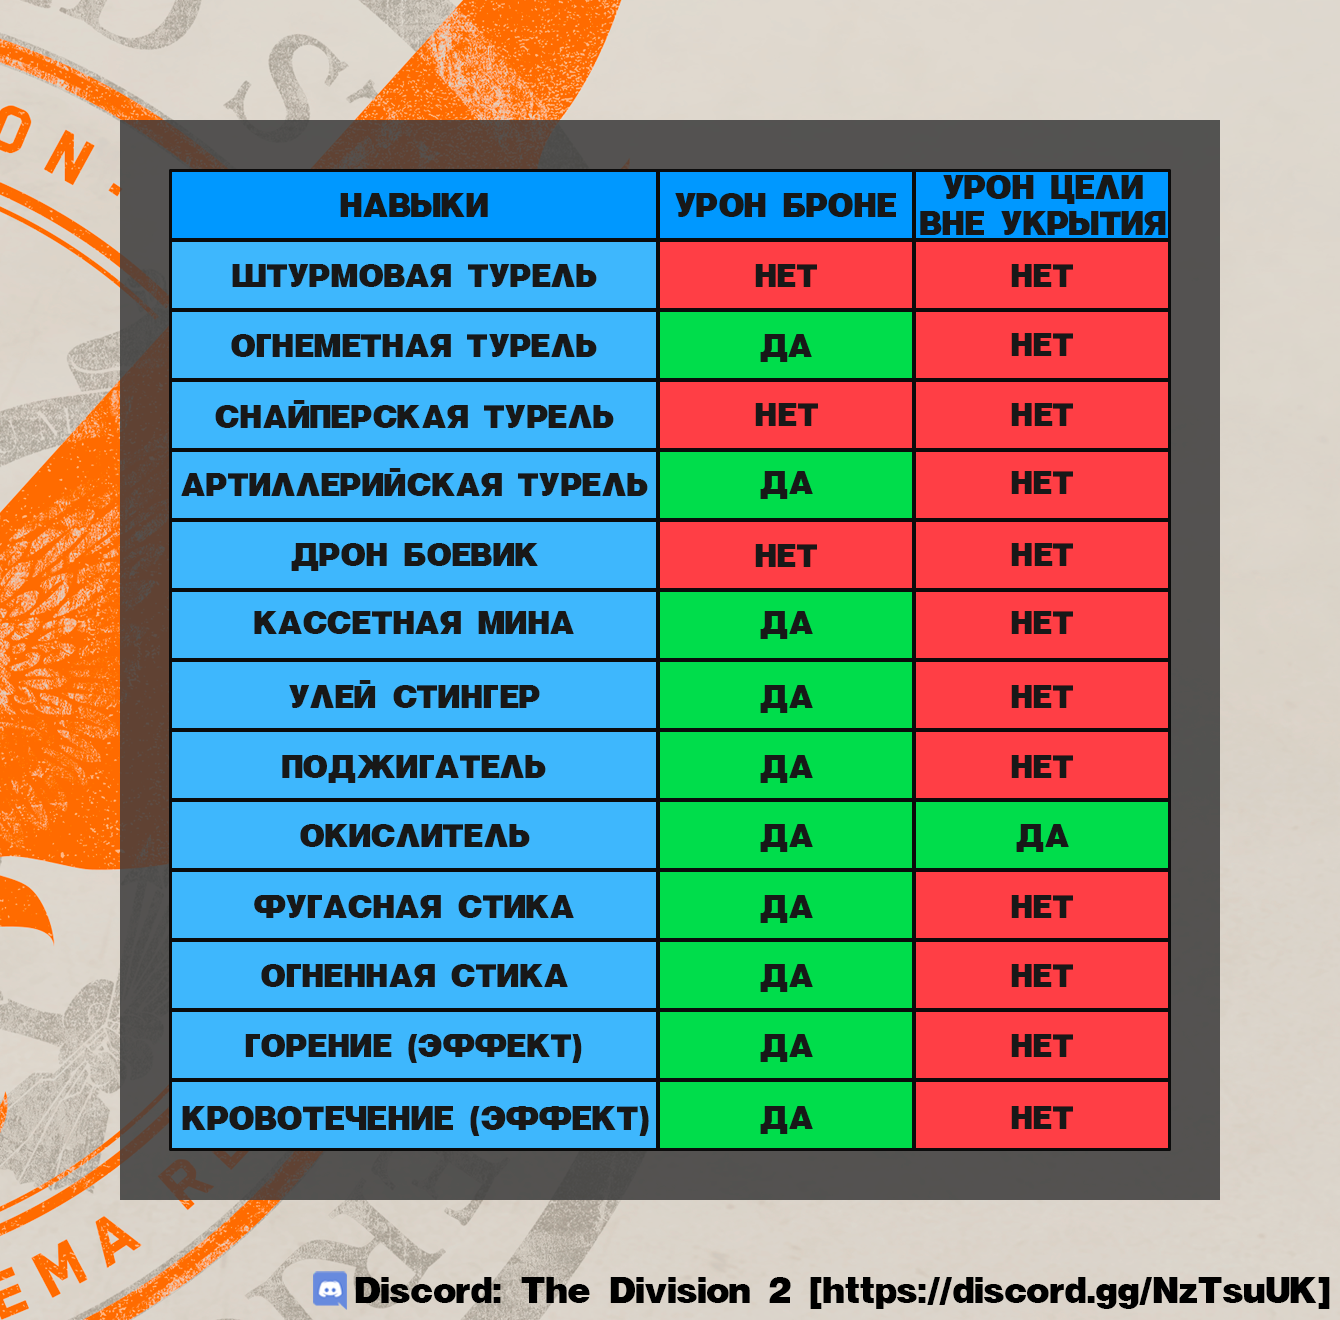 ON.
НАВЫКИ УРОН БРОНЕ УРОН ЦЕЛИ
ВНЕ УКРЫТИЯ
ШТУРМОВАЯ ТУРЕЛЬ НЕТ НЕТ
ОГНЕМЕТНАЯ ТУРЕЛЬ ДА НЕТ
СНАЙПЕРСКАЯ ТУРЕЛЬ НЕТ НЕТ
АРТИЛЛЕРИЙСКАЯ ТУРЕЛЬ ДА НЕТ
ДРОН БОЕВИК НЕТ НЕТ
КАССЕТНАЯ МИНА ДА НЕТ
УЛЕЙ СТИНГЕР ДА НЕТ
ПОДЖИГАТЕЛЬ ДА НЕТ
ОКИСЛИТЕЛЬ ДА ДА
ФУГАСНАЯ СТИКА ДА НЕТ
ОГНЕННАЯ СТИКА ДА НЕТ
ГОРЕНИЕ (ЭФФЕКТ) ДА НЕТ
КРОВОТЕЧЕНИЕ (ЭФФЕКТ) ДА НЕТ
EMA
Discord: The Division 2 [https://discord.gg/NzTsuUK]